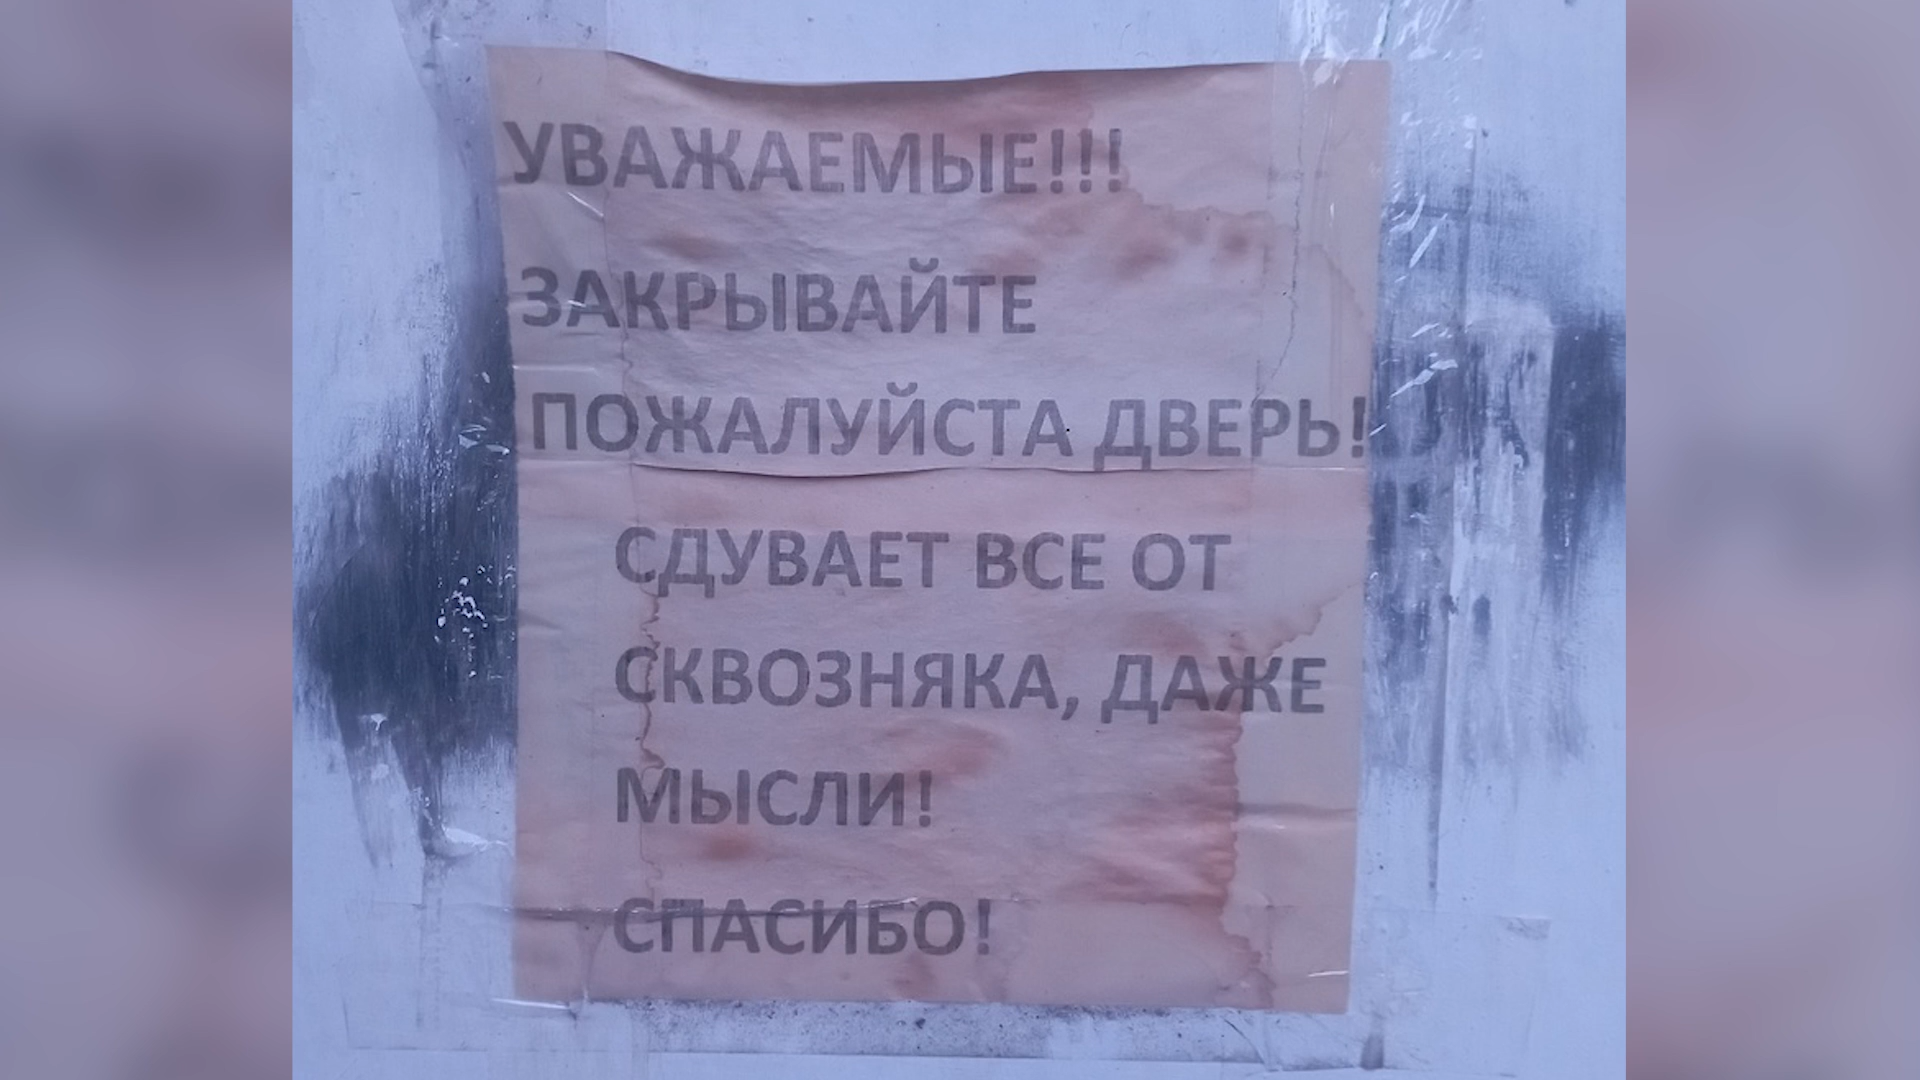 УВАЖАЕМЫЕ!!!
ЗАКРЫВАЙТЕ
ПОЖАЛУЙСТА ДВЕРЬ!
СДУВАЕТ ВСЕ ОТ
СКВОЗНЯКА, ДАЖЕ
МЫСЛИ!
СПАСИБО!